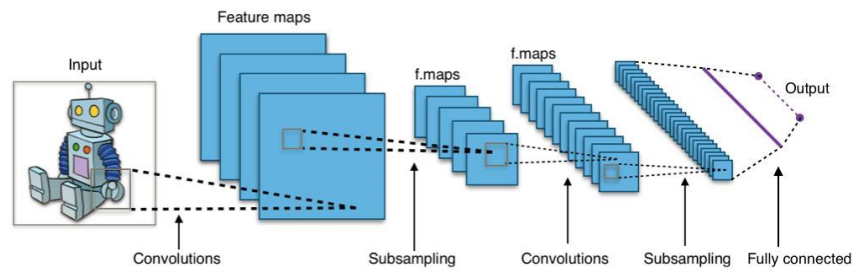 Feature maps
Input
f.maps
f.maps
Output
Convolutions
Subsampling
Convolutions
Subsampling
Fully connected